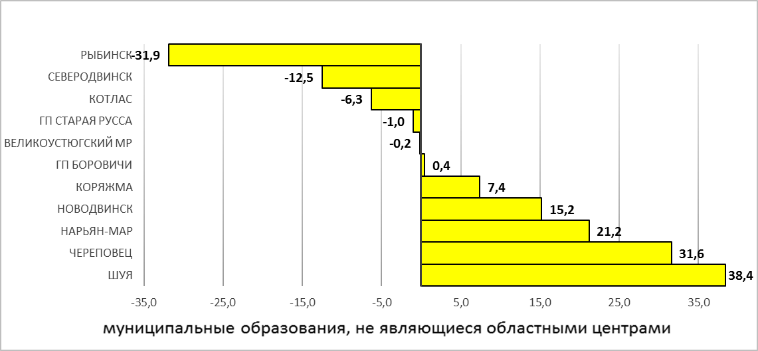 РЫБИНСК -31,9
СЕВЕРОДВИНСК -12,5
КОТЛАС -6,3
ГП СТАРАЯ РУССА -1,0
ВЕЛИКОУСТЮГСКИЙ МР -0,2
ГП БОРОВИЧИ 0,4
КОРЯЖМА 7,4
НОВОДВИНСК 15,2
НАРЬЯН-МАР 21,2
ЧЕРЕПОВЕЦ 31,6
ШУЯ 38,4
-35,0 -25,0 -15,0 -5,0 5,0 15,0 25,0 35,0
муниципальные образования, не являющиеся областными центрами